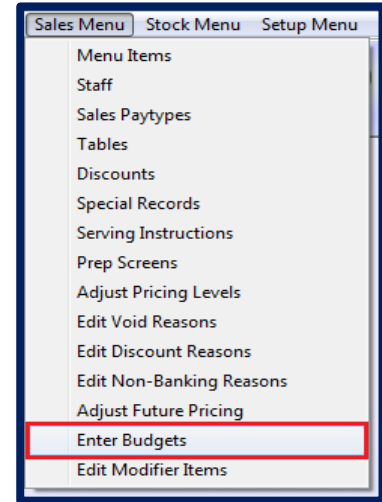 Sales Menu Stock Menu Setup Menu
Menu Items
Staff
Sales Paytypes
Tables
Discounts
Special Records
Serving Instructions
Prep Screens
Adjust Pricing Levels
Edit Void Reasons
Edit Discount Reasons
Edit Non-Banking Reasons
Adjust Future Pricing
Enter Budgets
Edit Modifier Items